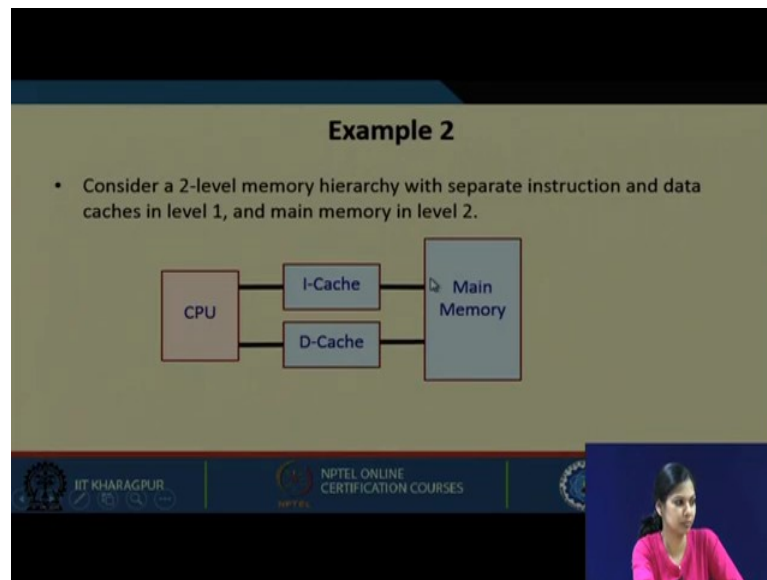 Example 2
• Consider a 2-level memory hierarchy with separate instruction and data
caches in level 1, and main memory in level 2.
CPU
I-Cache
D-Cache
Main
Memory
IIT KHARAGPUR
NPTEL
NPTEL ONLINE
CERTIFICATION COURSES